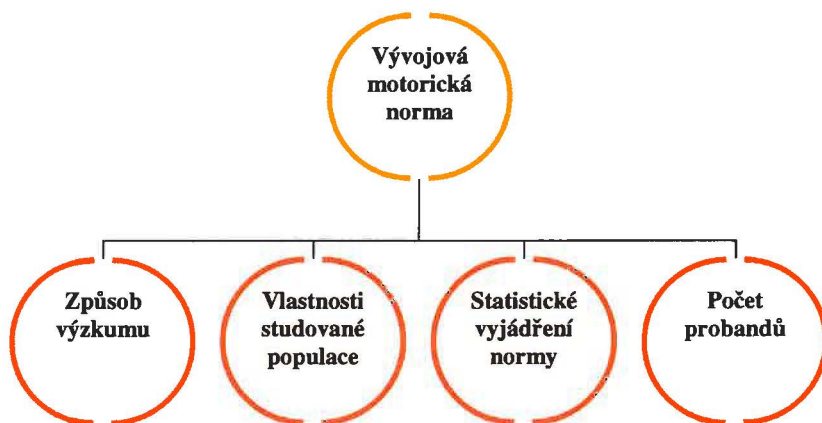 Vývojová
motorická
norma
Způsob
výzkumu
Vlastnosti
studované
populace
Statistické
vyjádření
normy
Počet
probandů